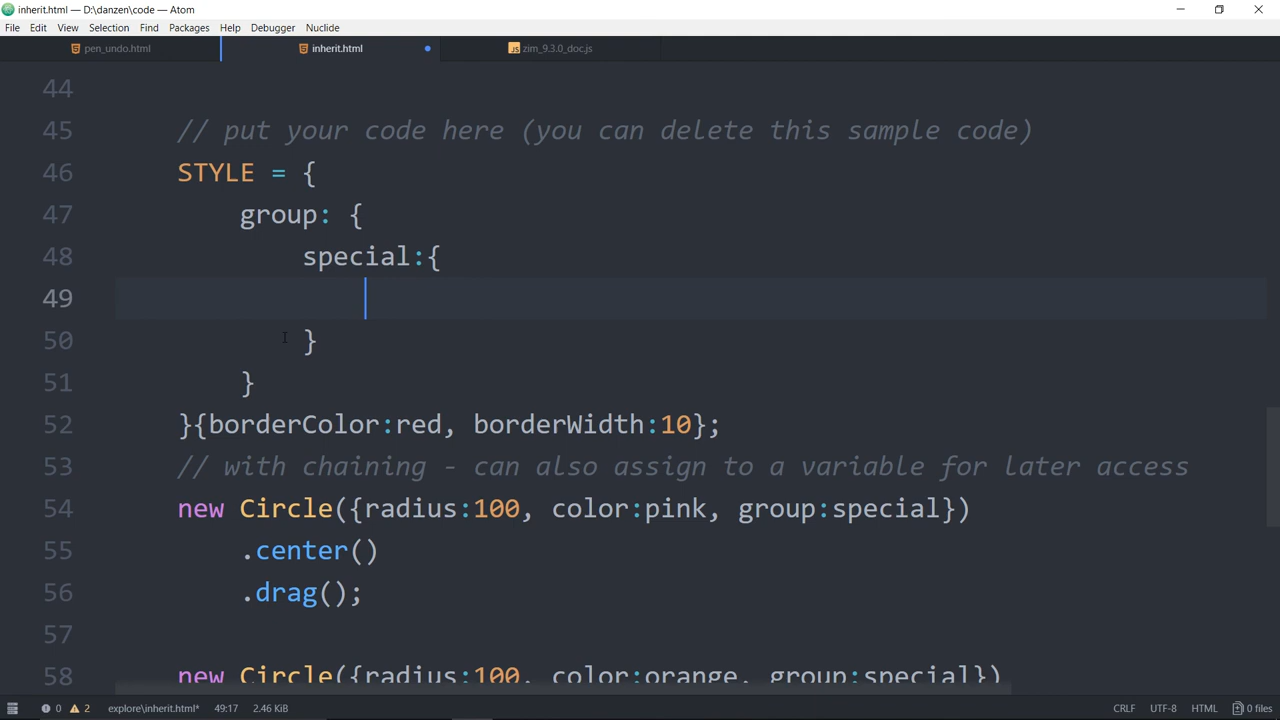 inherit.html — D:\danzen\code — Atom
File Edit View Selection Find Packages Help Debugger Nuclide
pen_undo.html inherit.html zim_9.3.0_doc.js
44
45 // put your code here (you can delete this sample code)
46 STYLE = {
47 group: {
48 special:{
49
50 }
51 }
52 }{borderColor:red, borderWidth:10};
53 // with chaining - can also assign to a variable for later access
54 new Circle({radius:100, color:pink, group:special})
55 .center()
56 .drag();
57
58 new Circle({radius:100, color:orange, group:special})
0 2 explore\inherit.html* 49:17 2.46 KiB CRLF UTF-8 HTML 0 files